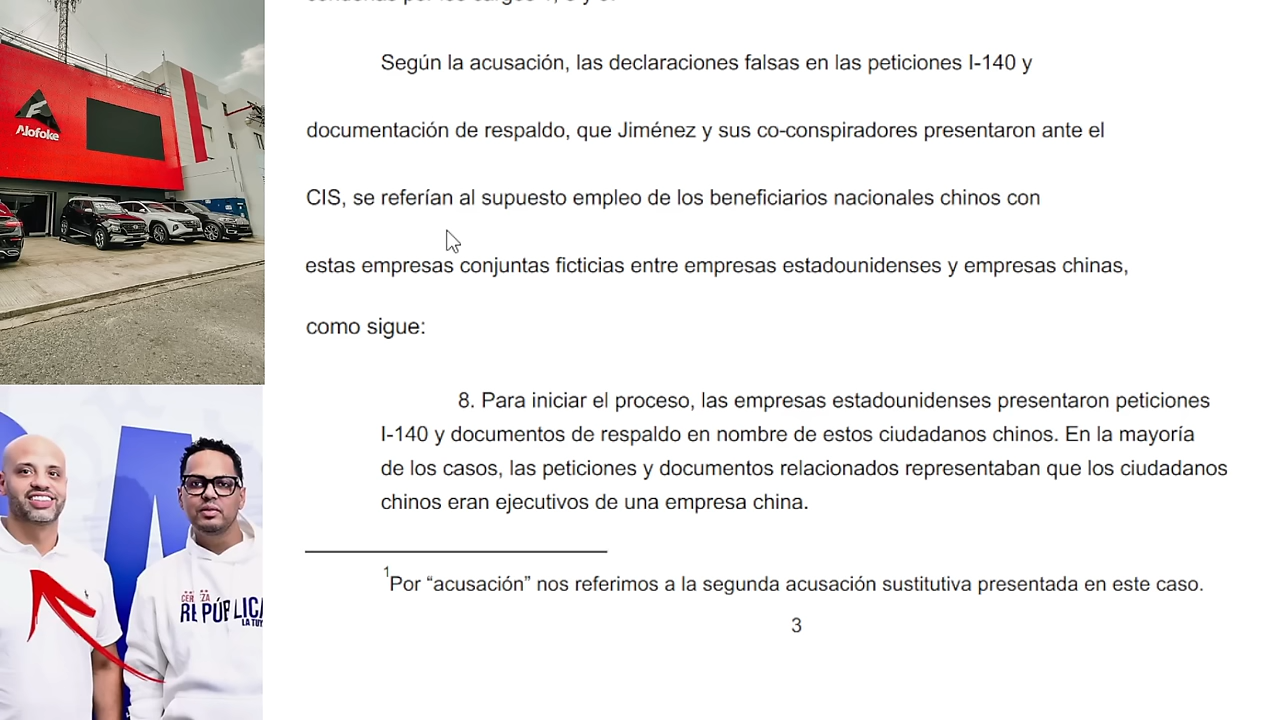 Alofoke
Según la acusación, las declaraciones falsas en las peticiones I-140 y
documentación de respaldo, que Jiménez y sus co-conspiradores presentaron ante el
CIS, se referían al supuesto empleo de los beneficiarios nacionales chinos con
estas empresas conjuntas ficticias entre empresas estadounidenses y empresas chinas,
como sigue:
8. Para iniciar el proceso, las empresas estadounidenses presentaron peticiones
I-140 y documentos de respaldo en nombre de estos ciudadanos chinos. En la mayoría
de los casos, las peticiones y documentos relacionados representaban que los ciudadanos
chinos eran ejecutivos de una empresa china.
1Por “acusación” nos referimos a la segunda acusación sustitutiva presentada en este caso.
3
REPÚBLICA
LA TUY